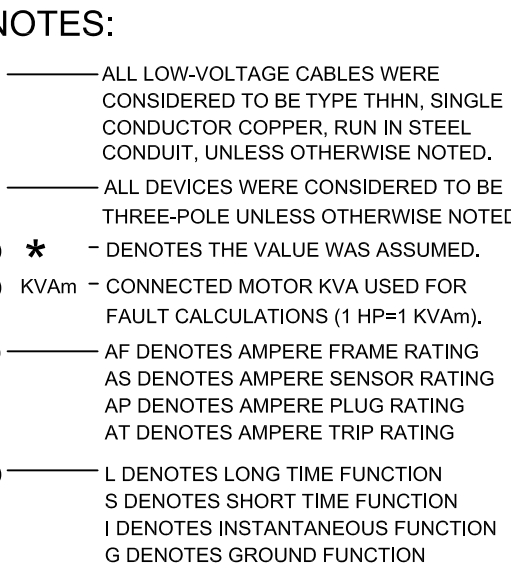 NOTES:
ALL LOW-VOLTAGE CABLES WERE
CONSIDERED TO BE TYPE THHN, SINGLE
CONDUCTOR COPPER, RUN IN STEEL
CONDUIT, UNLESS OTHERWISE NOTED.
ALL DEVICES WERE CONSIDERED TO BE
THREE-POLE UNLESS OTHERWISE NOTED
) * - DENOTES THE VALUE WAS ASSUMED.
) KVAm - CONNECTED MOTOR KVA USED FOR
FAULT CALCULATIONS (1 HP=1 KVAm).
) AF DENOTES AMPERE FRAME RATING
AS DENOTES AMPERE SENSOR RATING
AP DENOTES AMPERE PLUG RATING
AT DENOTES AMPERE TRIP RATING
) L DENOTES LONG TIME FUNCTION
S DENOTES SHORT TIME FUNCTION
I DENOTES INSTANTANEOUS FUNCTION
G DENOTES GROUND FUNCTION